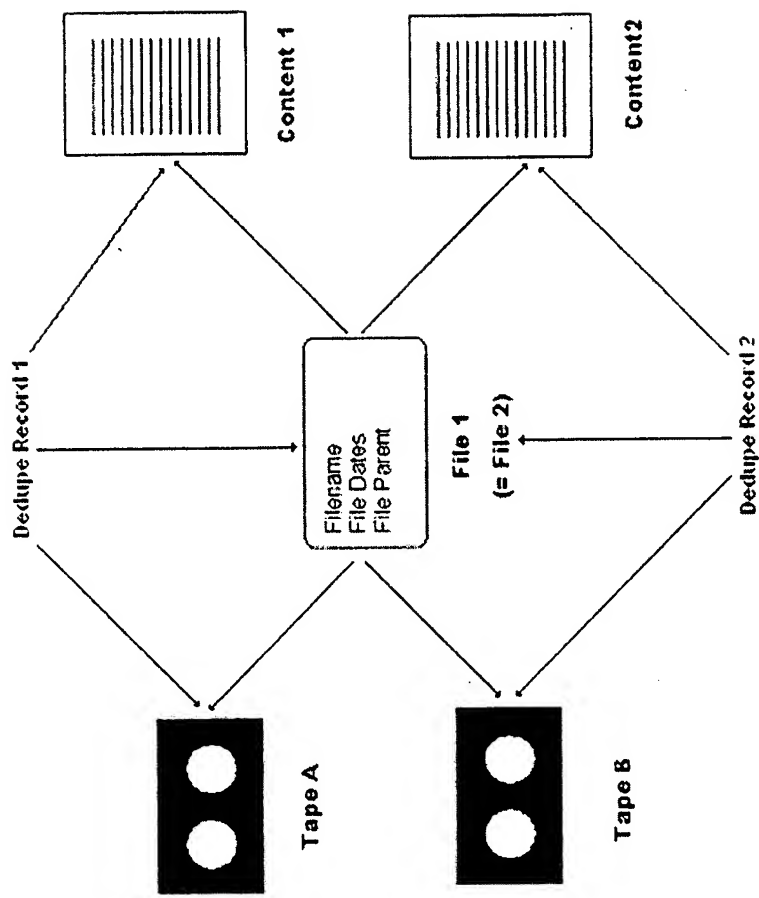 Dedupe Record 1
Content 1
Content2
Filename
File Dates
File Parent
File 1
(= File 2)
Tape A
Tape B
Dedupe Record 2